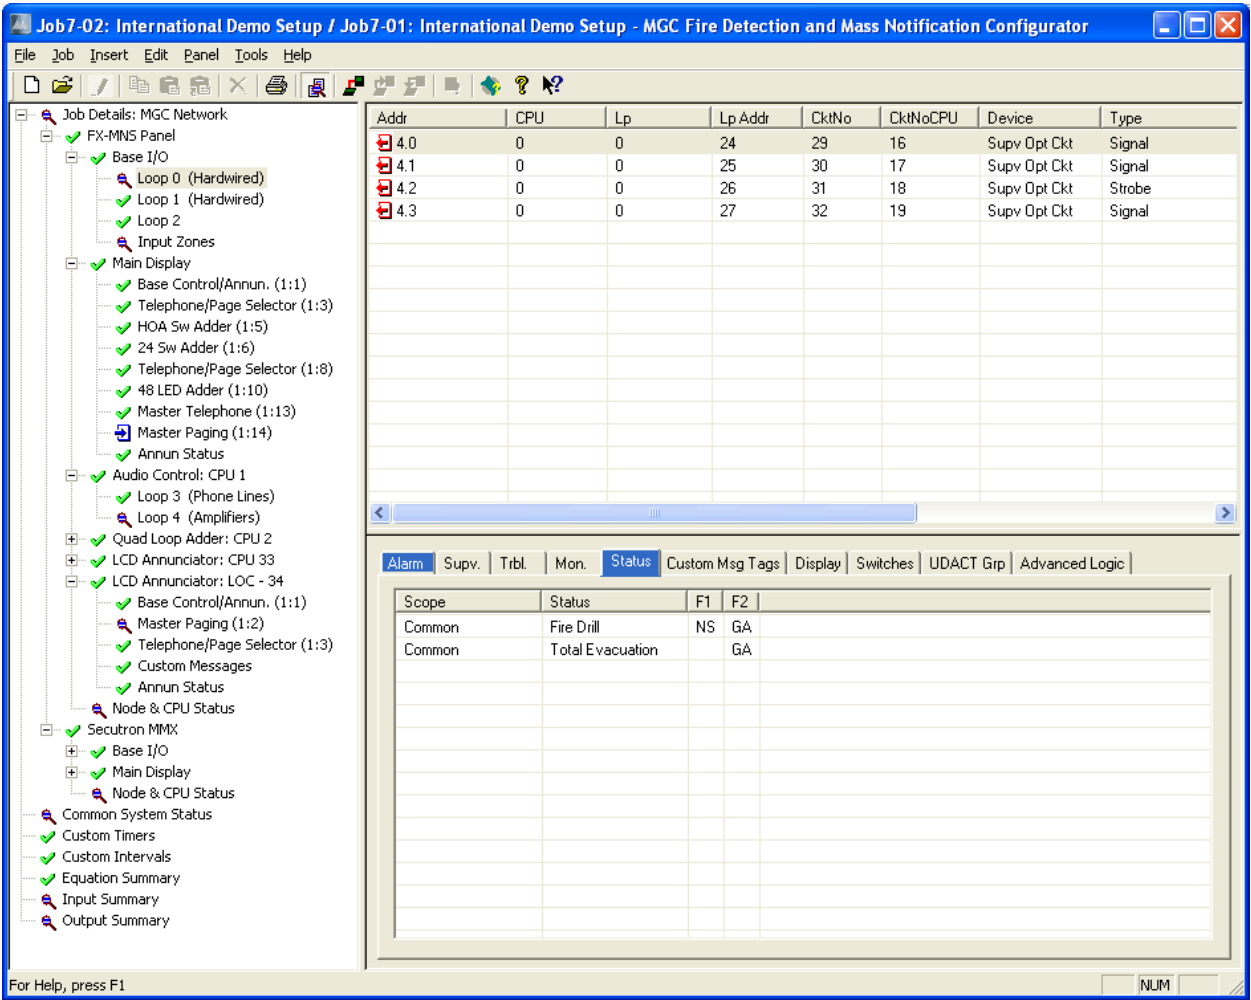 Job7-02: International Demo Setup / Job7-01: International Demo Setup - MGC Fire Detection and Mass Notification Configurator
File Job Insert Edit Panel Tools Help
Job Details: MGC Network
FX-MNS Panel
Base I/O
Loop 0 (Hardwired)
Loop 1 (Hardwired)
Loop 2
Input Zones
Main Display
Base Control/Annun. (1:1)
Telephone/Page Selector (1:3)
HOA Sw Adder (1:5)
24 Sw Adder (1:6)
Telephone/Page Selector (1:8)
48 LED Adder (1:10)
Master Telephone (1:13)
Master Paging (1:14)
Annun Status
Audio Control: CPU 1
Loop 3 (Phone Lines)
Loop 4 (Amplifiers)
Quad Loop Adder: CPU 2
LCD Annunciator: CPU 33
LCD Annunciator: LOC - 34
Base Control/Annun. (1:1)
Master Paging (1:2)
Telephone/Page Selector (1:3)
Custom Messages
Annun Status
Node & CPU Status
Secutron MMX
Base I/O
Main Display
Node & CPU Status
Common System Status
Custom Timers
Custom Intervals
Equation Summary
Input Summary
Output Summary
Addr CPU Lp Lp Addr CktNo CktNoCPU Device Type
4.0 0 0 24 29 16 Supv Opt Ckt Signal
4.1 0 0 25 30 17 Supv Opt Ckt Signal
4.2 0 0 26 31 18 Supv Opt Ckt Strobe
4.3 0 0 27 32 19 Supv Opt Ckt Signal
Alarm Supv. Trbl. Mon. Status Custom Msg Tags Display Switches UDACT Grp Advanced Logic
Scope Status F1 F2
Common Fire Drill NS GA
Common Total Evacuation GA
For Help, press F1
NUM